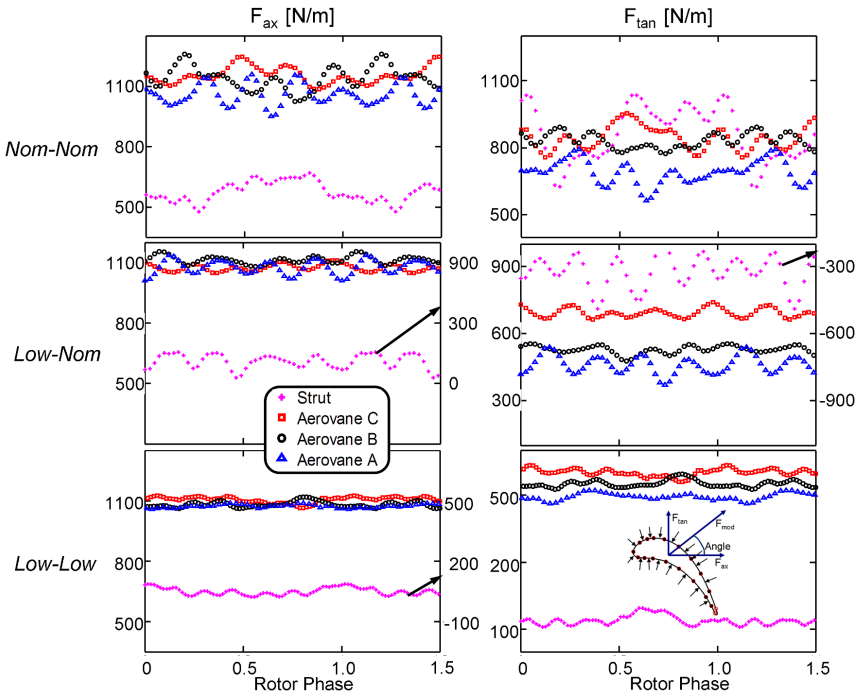 F_ax [N/m] F_tan [N/m]
1100
800
500
1100
800
500
Nom-Nom
1100
800
500
900
300
0
900
600
300
-300
-600
-900
Low-Nom
Strut
Aerovane C
Aerovane B
Aerovane A
1100
800
500
500
200
-100
500
200
100
Low-Low
F_tan
F_mod
Angle
F_ax
0 0.5 1.0 1.5 0 0.5 1.0 1.5
Rotor Phase Rotor Phase